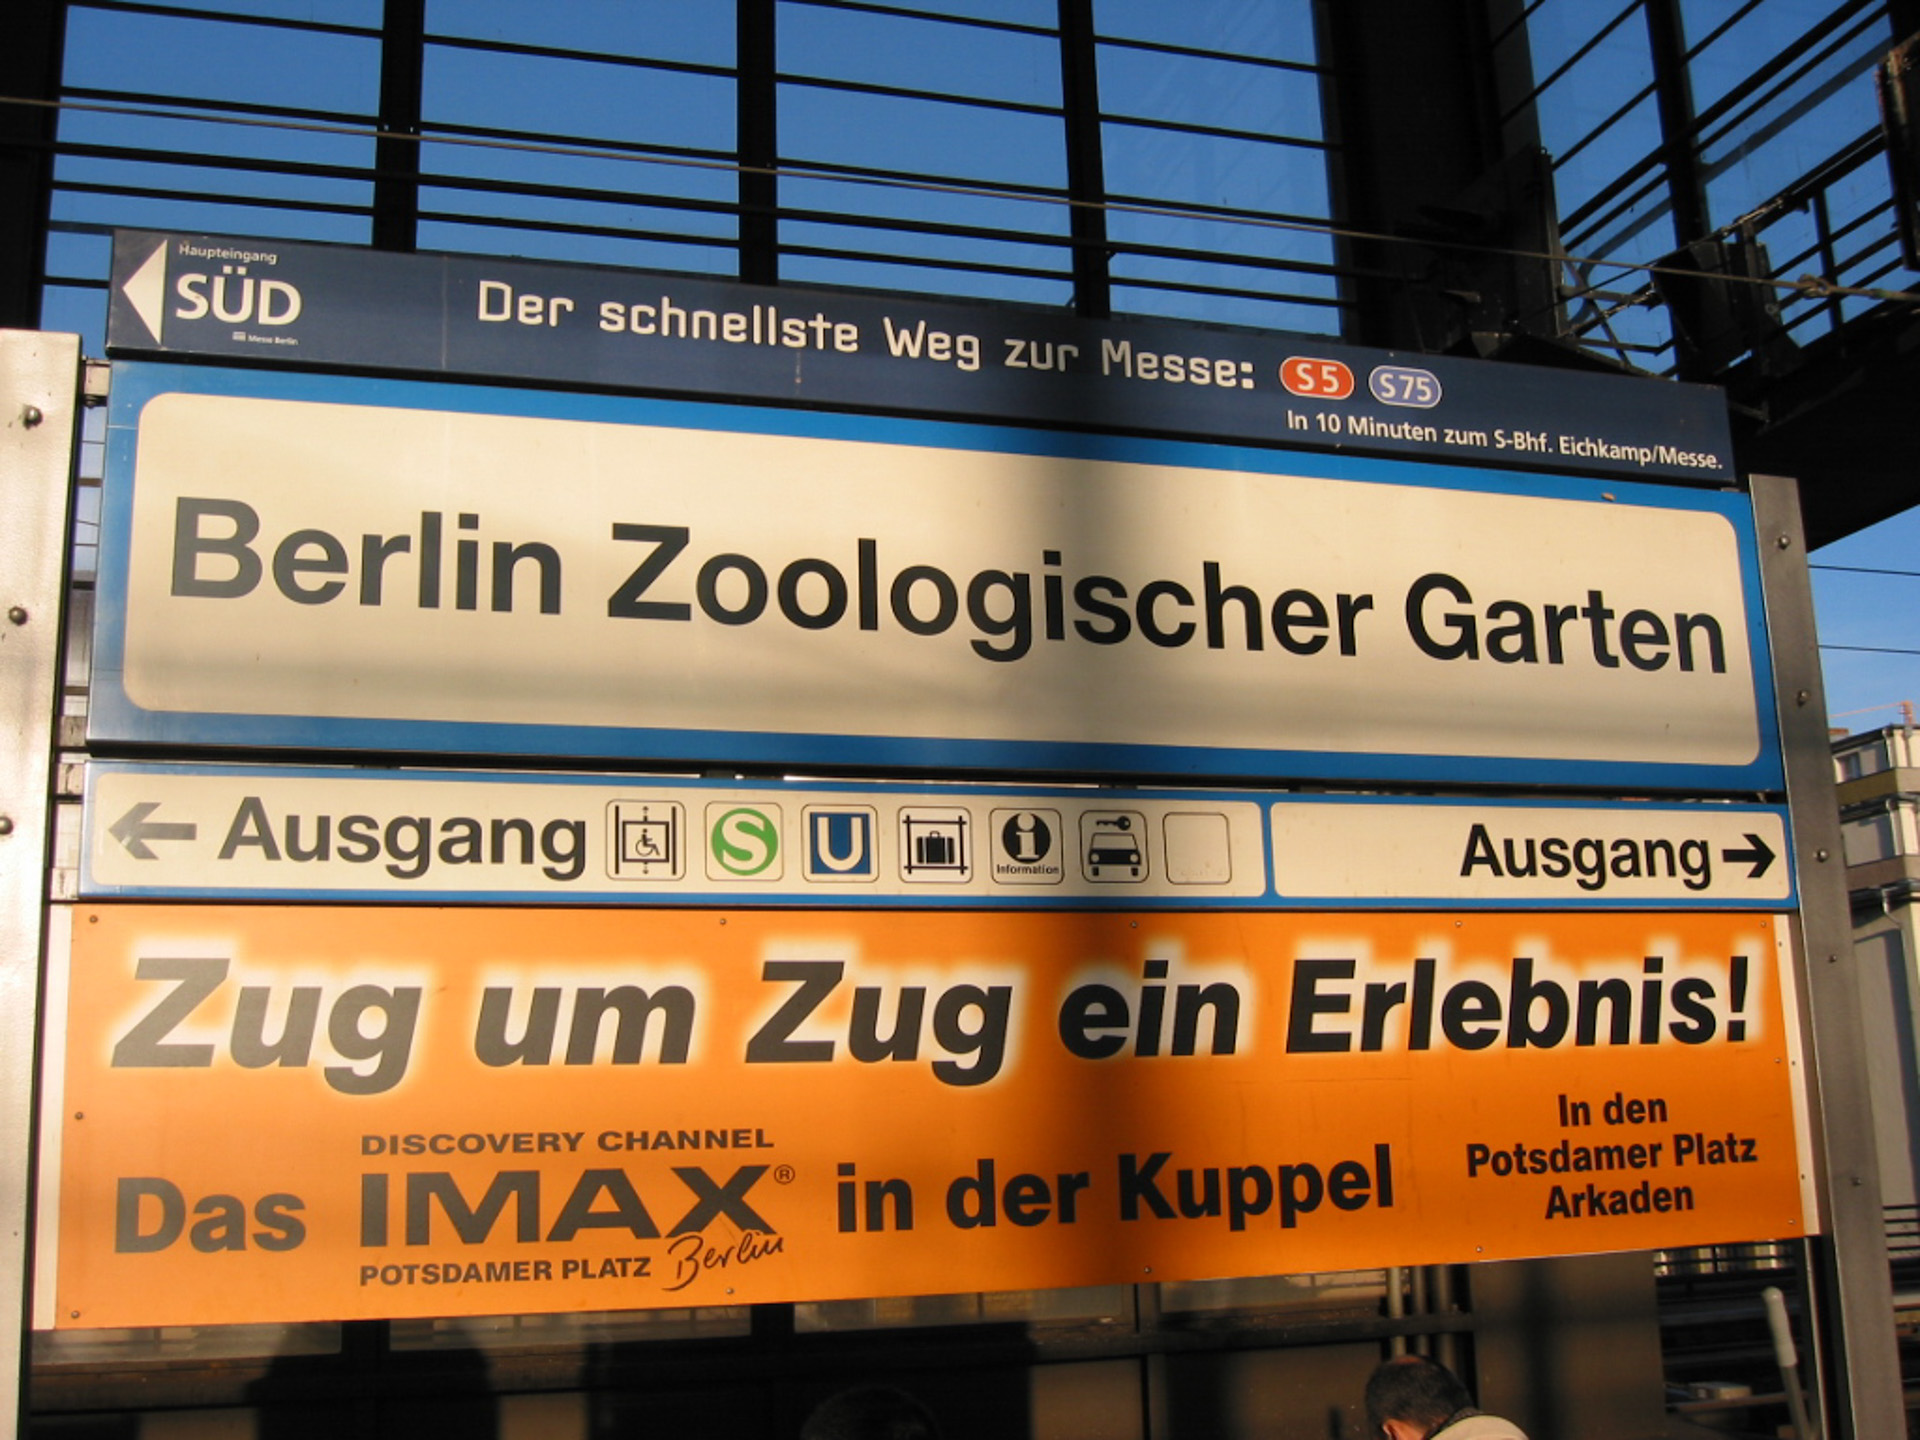 Haupteingang
SÜD
Messe Berlin
Der schnellste Weg zur Messe: S5 S75
In 10 Minuten zum S-Bhf. Eichkamp/Messe.
Berlin Zoologischer Garten
← Ausgang S U i Information
Ausgang →
Zug um Zug ein Erlebnis!
Das DISCOVERY CHANNEL
IMAX® in der Kuppel
POTSDAMER PLATZ Berlin
In den
Potsdamer Platz
Arkaden